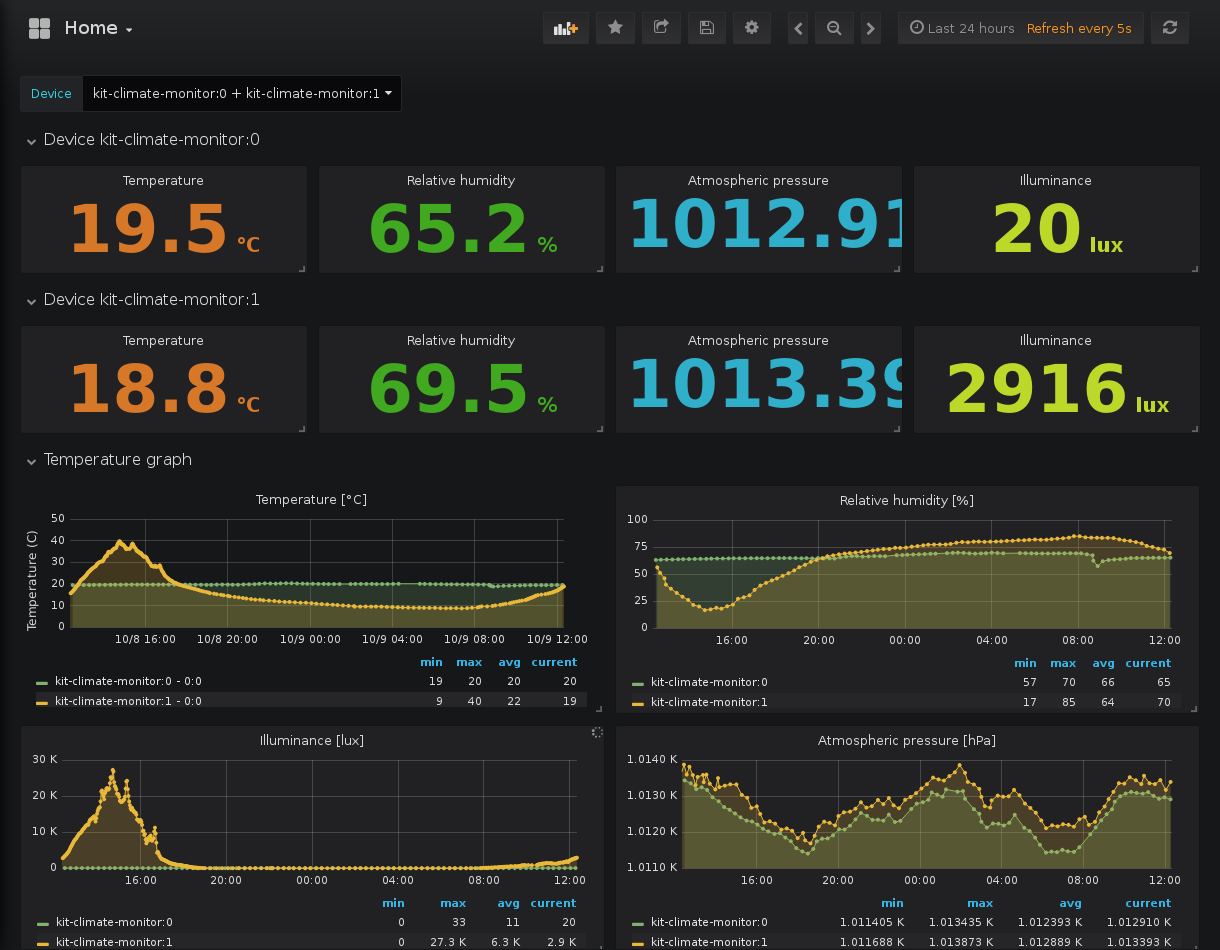 Home
Last 24 hours Refresh every 5s
Device kit-climate-monitor:0 + kit-climate-monitor:1
Device kit-climate-monitor:0
Temperature Relative humidity Atmospheric pressure Illuminance
19.5 °C 65.2 % 1012.91 20 lux
Device kit-climate-monitor:1
Temperature Relative humidity Atmospheric pressure Illuminance
18.8 °C 69.5 % 1013.39 2916 lux
Temperature graph
Temperature [°C]
Temperature (C)
50
40
30
20
10
0
10/8 16:00 10/8 20:00 10/9 00:00 10/9 04:00 10/9 08:00 10/9 12:00
min max avg current
kit-climate-monitor:0 - 0:0 19 20 20 20
kit-climate-monitor:1 - 0:0 9 40 22 19
Relative humidity [%]
100
75
50
25
0
16:00 20:00 00:00 04:00 08:00 12:00
min max avg current
kit-climate-monitor:0 57 70 66 65
kit-climate-monitor:1 17 85 64 70
Illuminance [lux]
30 K
20 K
10 K
0
16:00 20:00 00:00 04:00 08:00 12:00
min max avg current
kit-climate-monitor:0 0 33 11 20
kit-climate-monitor:1 0 27.3 K 6.3 K 2.9 K
Atmospheric pressure [hPa]
1.0140 K
1.0130 K
1.0120 K
1.0110 K
16:00 20:00 00:00 04:00 08:00 12:00
min max avg current
kit-climate-monitor:0 1.011405 K 1.013435 K 1.012393 K 1.012910 K
kit-climate-monitor:1 1.011688 K 1.013873 K 1.012889 K 1.013393 K